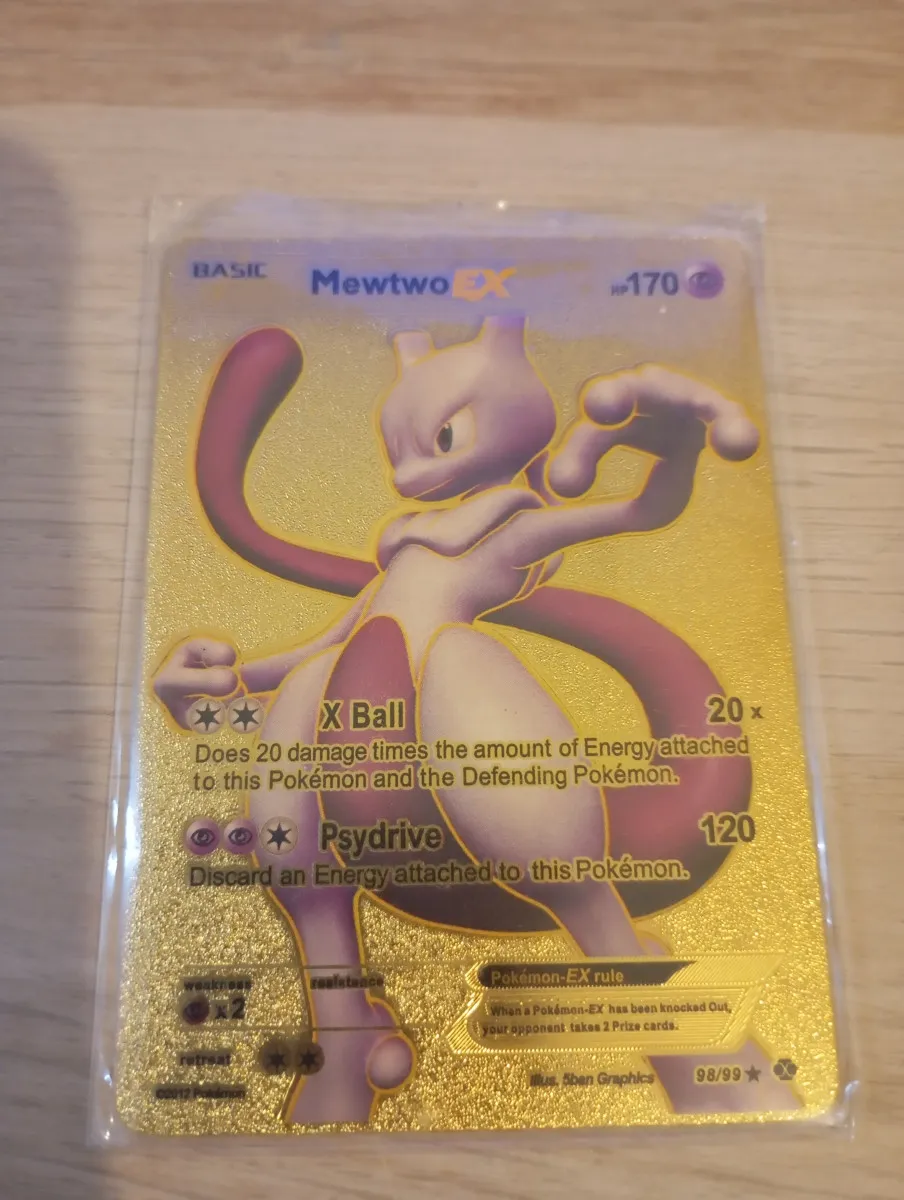 BASIC Mewtwo EX HP170
X Ball 20x
Does 20 damage times the amount of Energy attached
to this Pokémon and the Defending Pokémon.
Psydrive 120
Discard an Energy attached to this Pokémon.
weakness resistance
x2
Pokémon-EX rule
When a Pokémon-EX has been knocked Out,
your opponent takes 2 Prize cards.
retreat
illus. 5ban Graphics 98/99
©2012 Pokémon